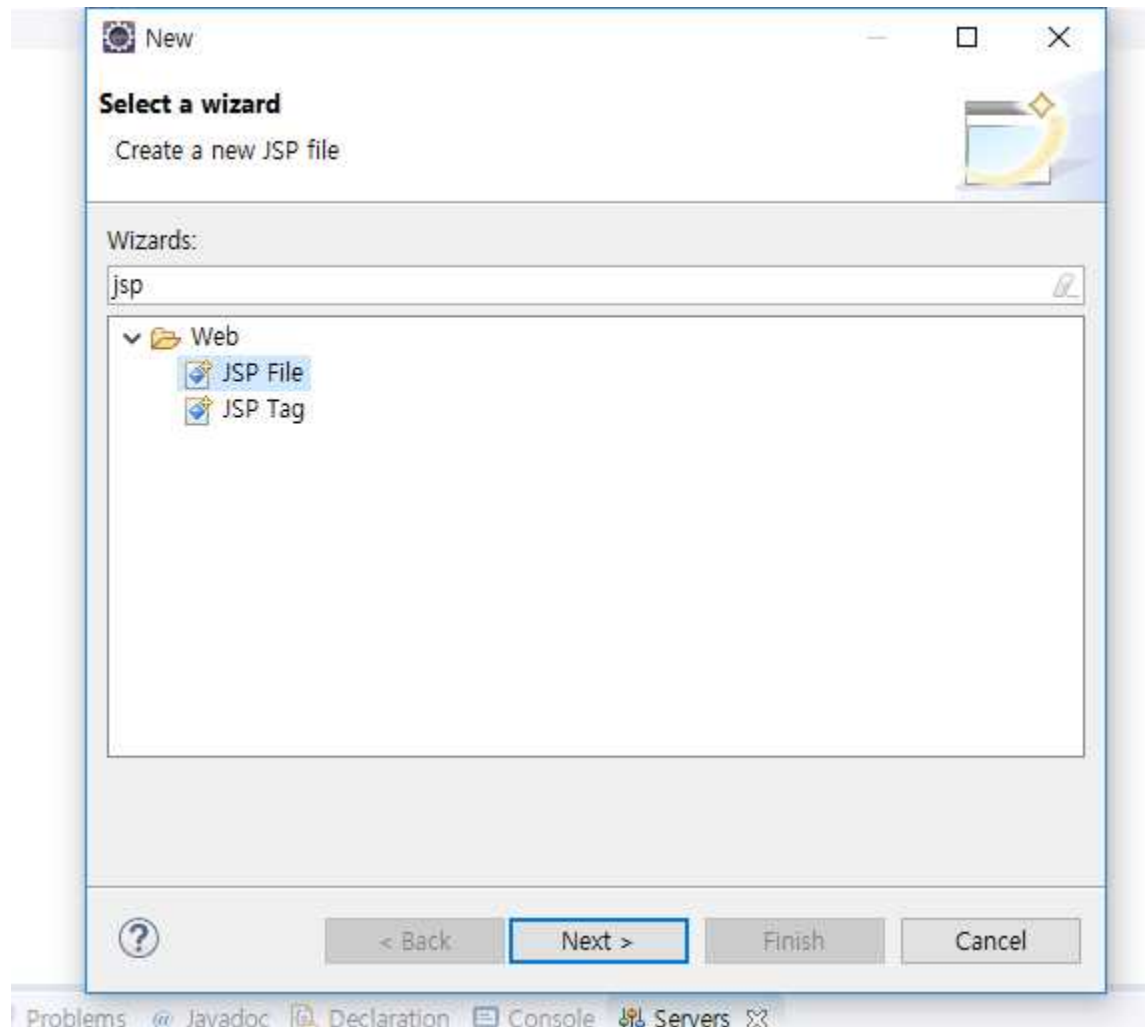 New
Select a wizard
Create a new JSP file
Wizards:
jsp
Web
JSP File
JSP Tag
< Back Next > Finish Cancel
Problems @ Javadoc Declaration Console Servers